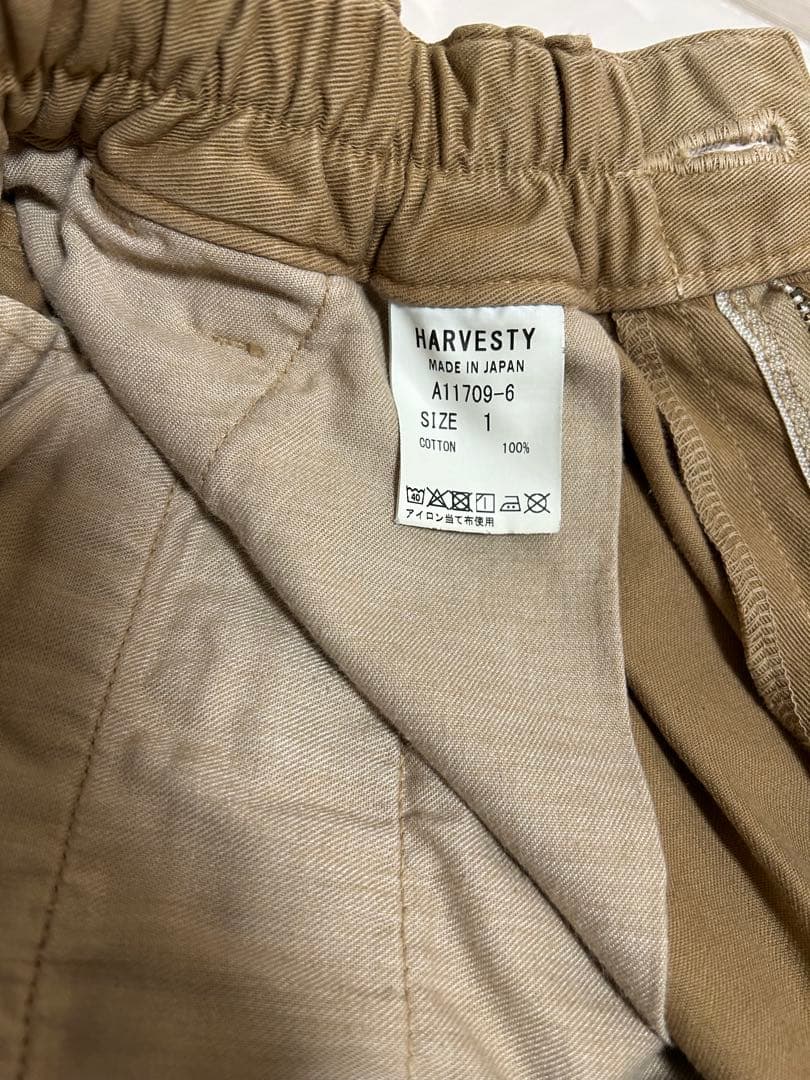 HARVESTY
MADE IN JAPAN
A11709-6
SIZE 1
COTTON 100%
40
アイロン当て布使用